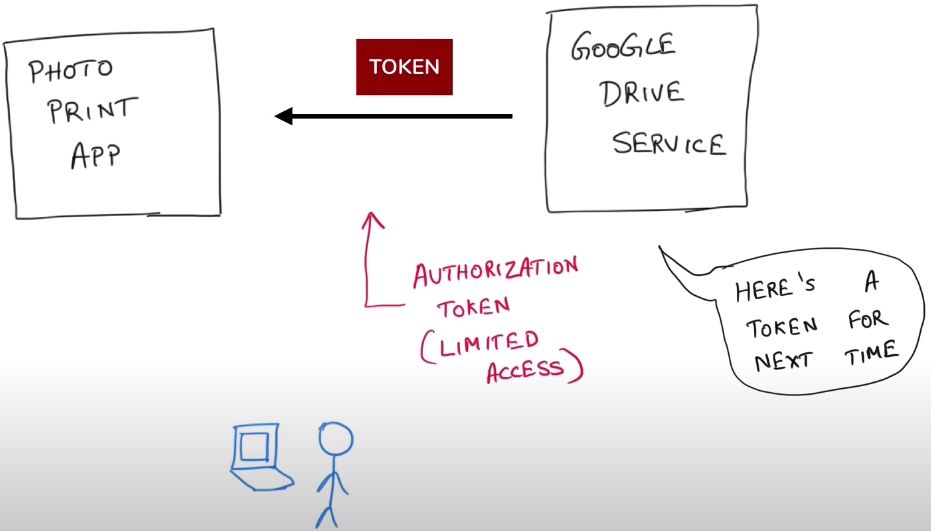 PHOTO
PRINT
APP
TOKEN
GOOGLE
DRIVE
SERVICE
AUTHORIZATION
TOKEN
(LIMITED
ACCESS)
HERE's A
TOKEN FOR
NEXT TIME